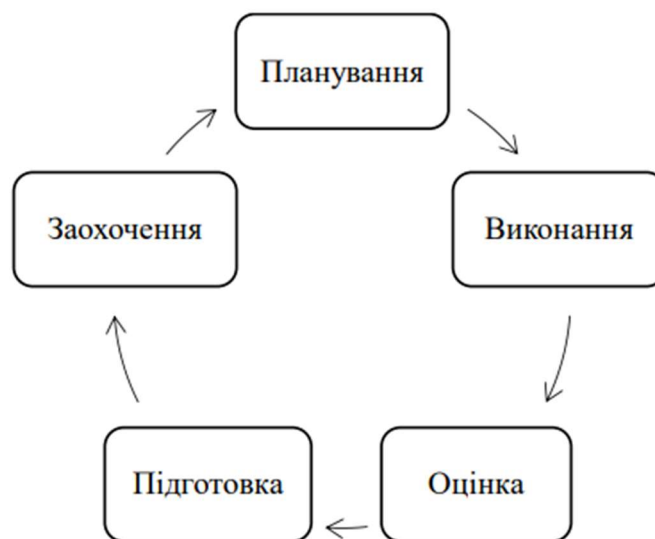 Планування
Заохочення
Виконання
Підготовка
Оцінка